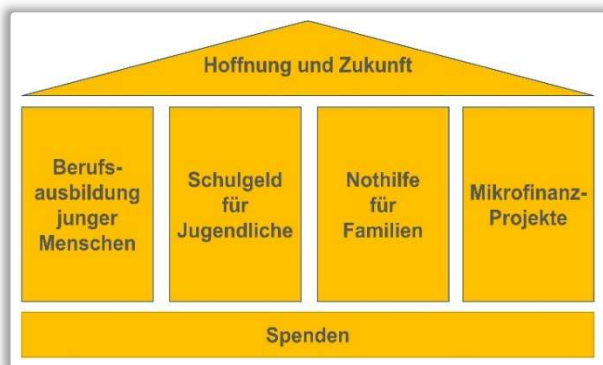 Hoffnung und Zukunft
Berufs-
ausbildung
junger
Menschen
Schulgeld
für
Jugendliche
Nothilfe
für
Familien
Mikrofinanz-
Projekte
Spenden